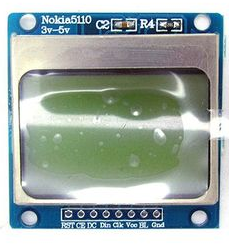 Nokia5110 C2 R4
3v-5v
RST CE DC Din Clk Vcc BL Gnd